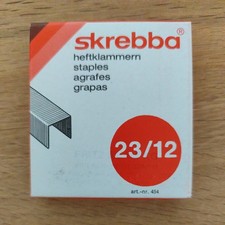 skrebba®
heftklammern
staples
agrafes
grapas
23/12
art.-nr. 434